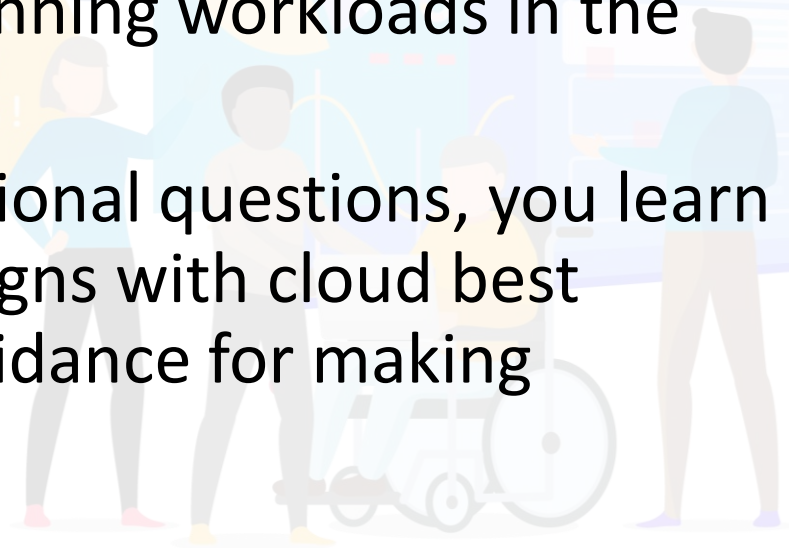 nning workloads in the
ional questions, you learn
gns with cloud best
idance for making